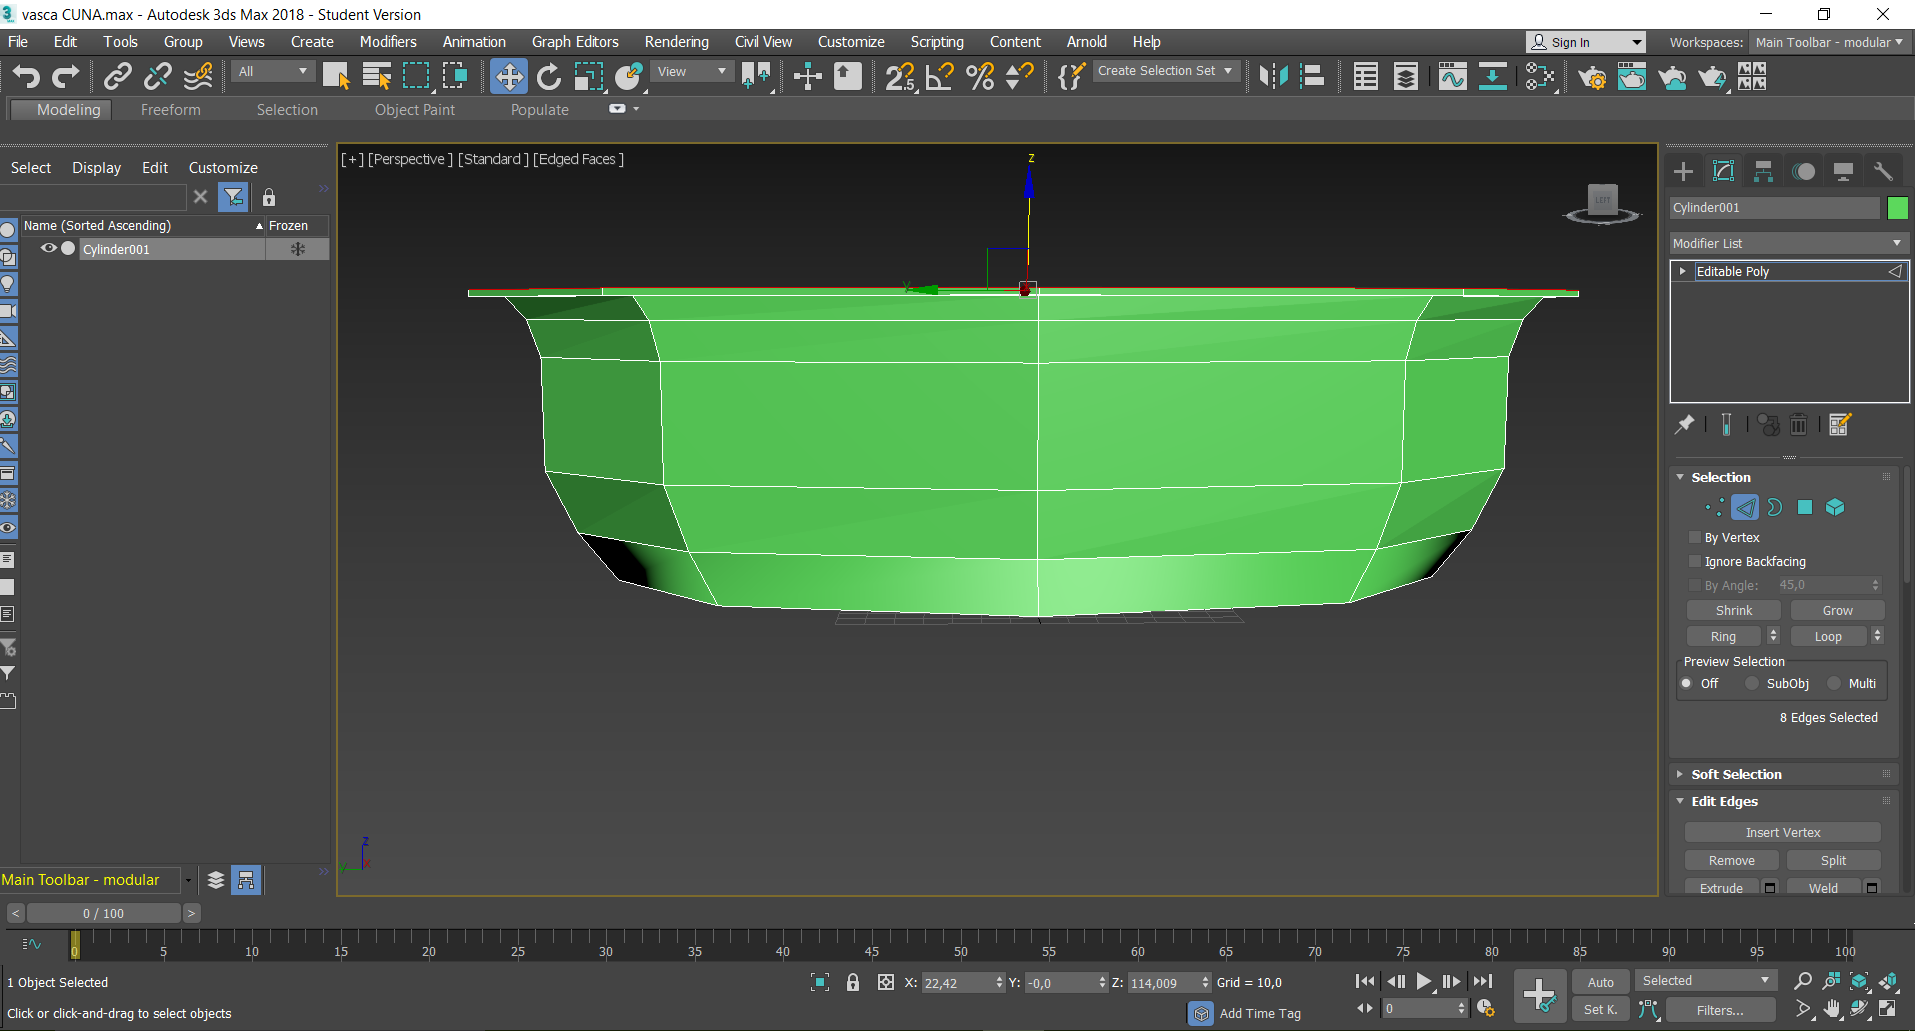 3 vasca CUNA.max - Autodesk 3ds Max 2018 - Student Version
File Edit Tools Group Views Create Modifiers Animation Graph Editors Rendering Civil View Customize Scripting Content Arnold Help Sign In Workspaces: Main Toolbar - modular
All View Create Selection Set
Modeling Freeform Selection Object Paint Populate
Select Display Edit Customize
Name (Sorted Ascending) Frozen
Cylinder001
[+] [Perspective ] [Standard ] [Edged Faces ]
z
y
LEFT
z
y x
Cylinder001
Modifier List
Editable Poly
Selection
By Vertex
Ignore Backfacing
By Angle: 45,0
Shrink Grow
Ring Loop
Preview Selection
Off SubObj Multi
8 Edges Selected
Soft Selection
Edit Edges
Insert Vertex
Remove Split
Extrude Weld
Main Toolbar - modular
< 0 / 100 >
0 5 10 15 20 25 30 35 40 45 50 55 60 65 70 75 80 85 90 95 100
1 Object Selected X: 22,42 Y: -0,0 Z: 114,009 Grid = 10,0 Auto Selected
Click or click-and-drag to select objects Add Time Tag 0 Set K. Filters...